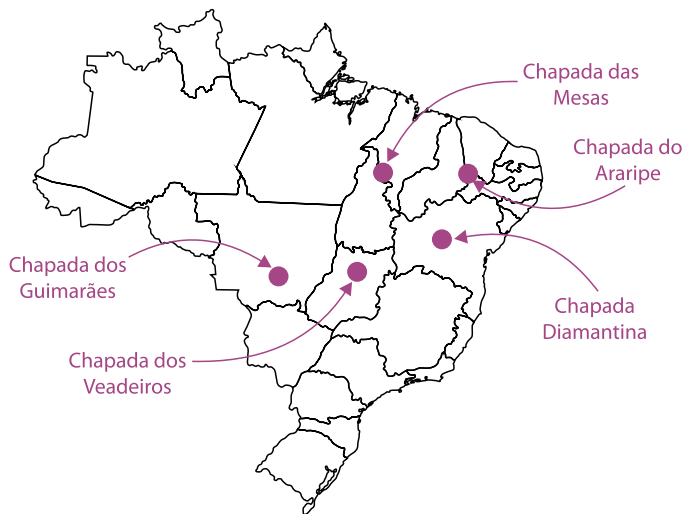 Chapada das
Mesas
Chapada do
Araripe
Chapada dos
Guimarães
Chapada
Diamantina
Chapada dos
Veadeiros